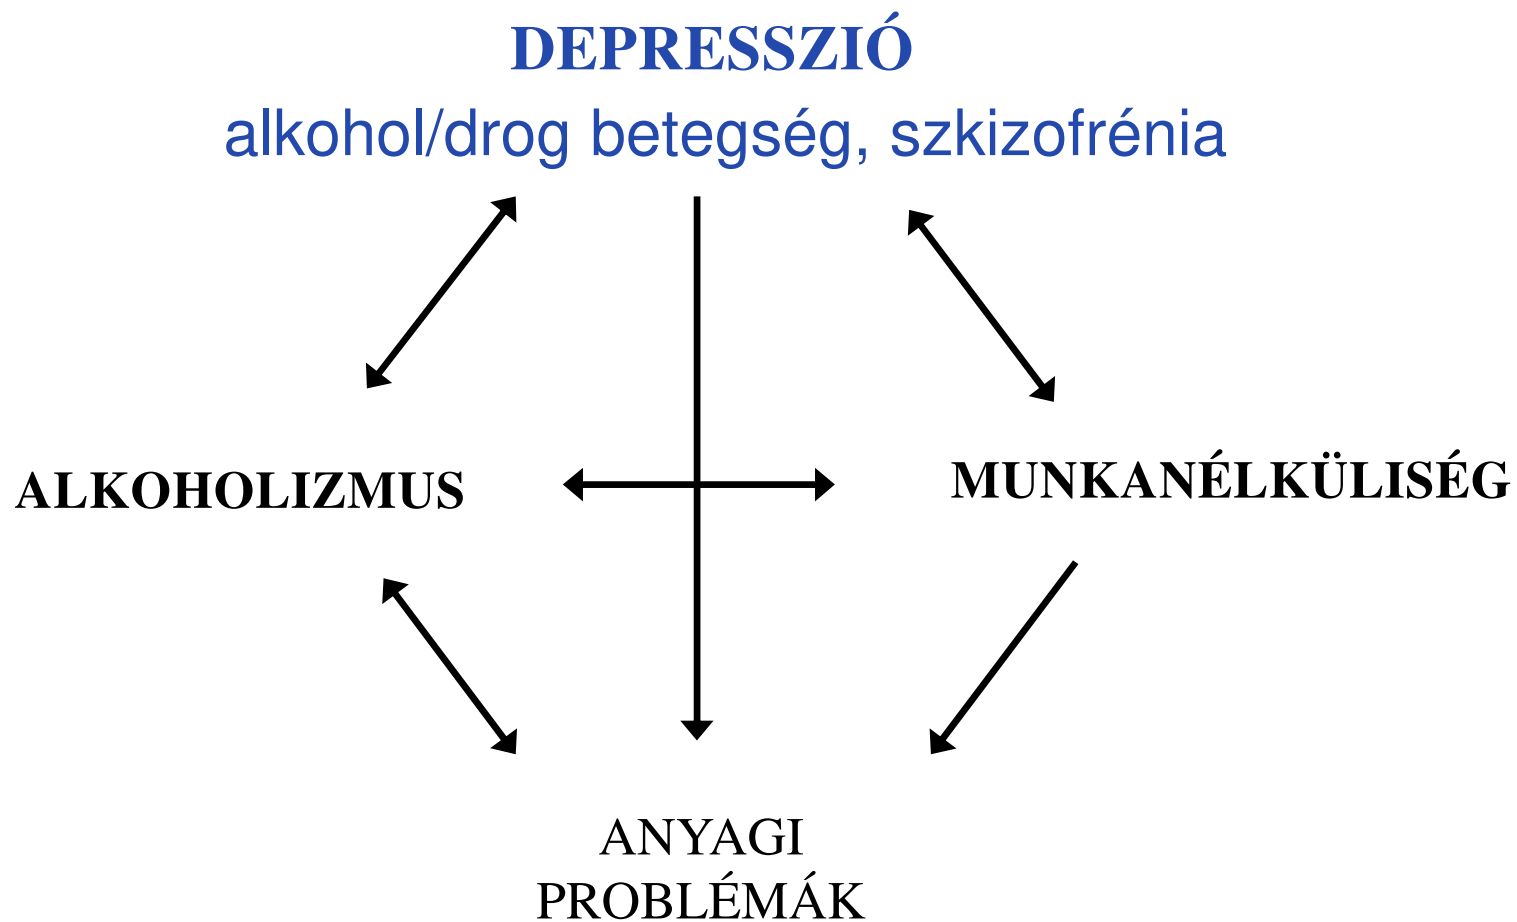 DEPRESSZIÓ
alkohol/drog betegség, szkizofrénia
ALKOHOLIZMUS
MUNKANÉLKÜLISÉG
ANYAGI
PROBLÉMÁK